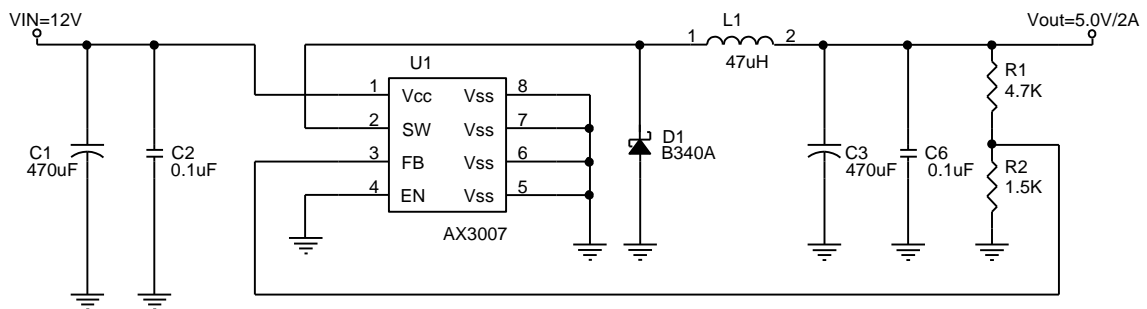 VIN=12V
L1
Vout=5.0V/2A
1
2
47uH
U1
R1
4.7K
1
Vcc
Vss
8
2
SW
Vss
7
3
FB
Vss
6
4
EN
Vss
5
AX3007
C1
470uF
C2
0.1uF
D1
B340A
C3
470uF
C6
0.1uF
R2
1.5K